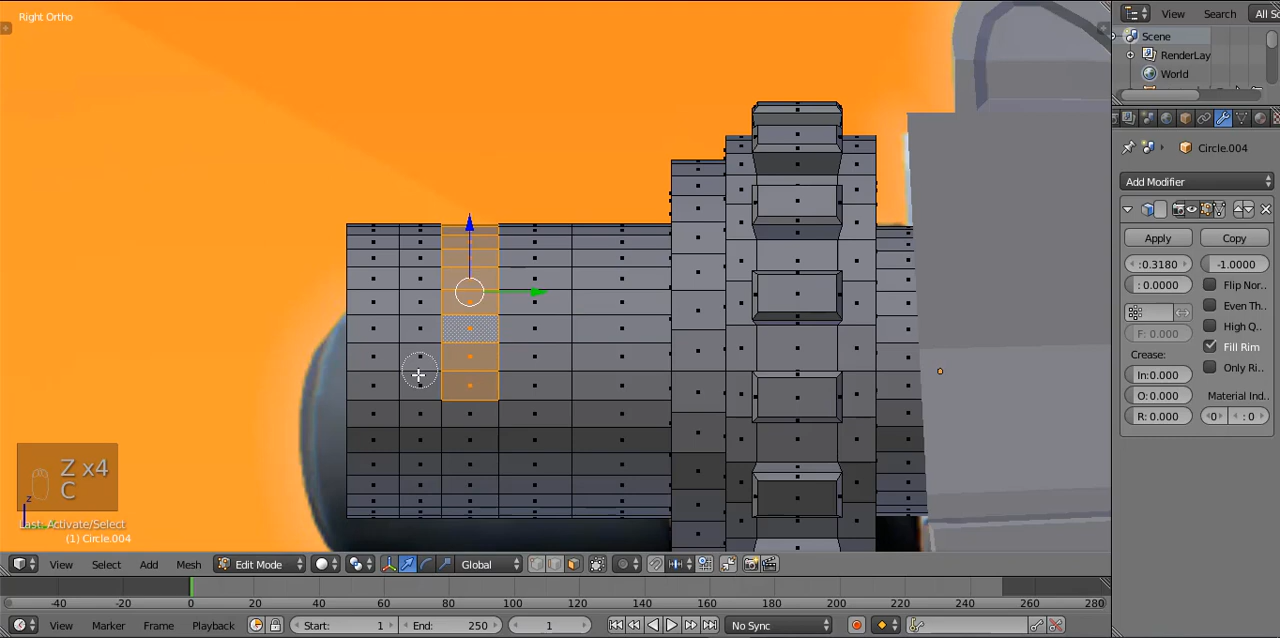 Right Ortho
View Search All Sc
Scene
RenderLay
World
Circle.004
Add Modifier
Apply Copy
:0.3180 -1.0000
: 0.0000 Flip Nor..
Even Th..
F: 0.000 High Q..
Crease: Fill Rim
In:0.000 Only Ri..
O: 0.000 Material Ind..
R: 0.000 0 : 0
Z x4
C
z
Last: Activate/Select
(1) Circle.004
View Select Add Mesh Edit Mode Global
-40 -20 0 20 40 60 80 100 120 140 160 180 200 220 240 260 280
View Marker Frame Playback Start: 1 End: 250 1 No Sync